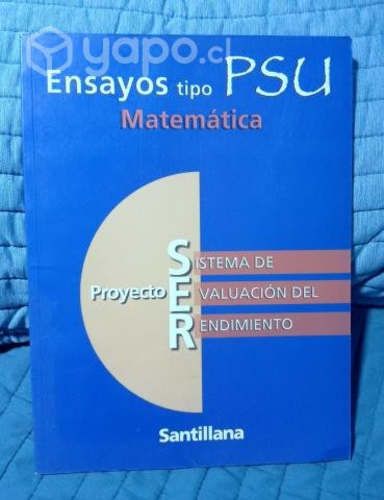 yapo.cl
Ensayos tipo PSU
Matemática
SISTEMA DE
Proyecto EVALUACIÓN DEL
RENDIMIENTO
Santillana